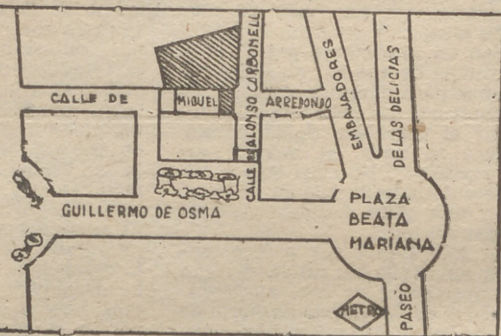 CALLE DE MIGUEL ARREDONDO
CALLE DE ALONSO CARBONELL
EMBAJADORES
PASEO DE LAS DELICIAS
GUILLERMO DE OSMA
PLAZA
BEATA
MARIANA
METRO